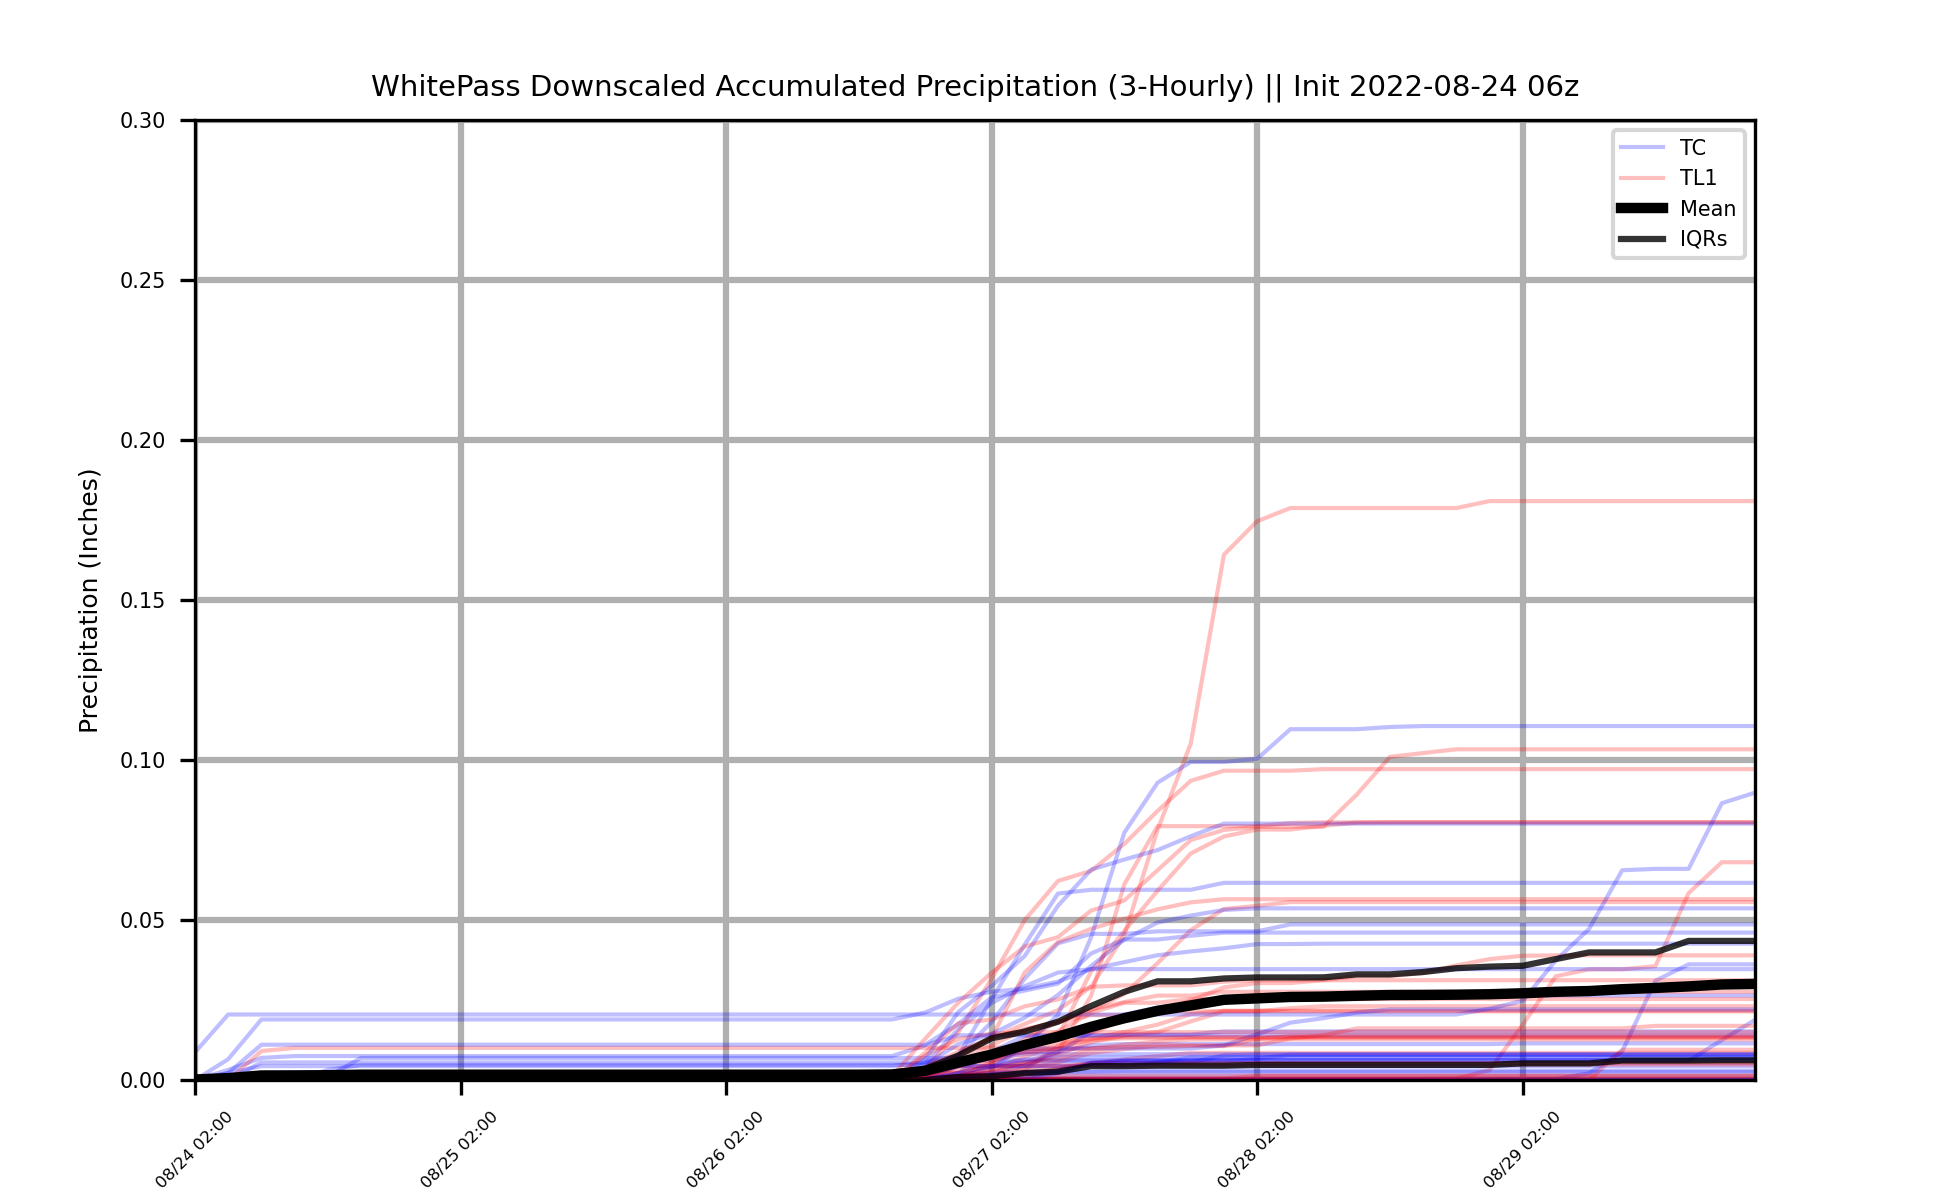 WhitePass Downscaled Accumulated Precipitation (3-Hourly) || Init 2022-08-24 06z
TC
TL1
Mean
IQRs
Precipitation (Inches)
0.30
0.25
0.20
0.15
0.10
0.05
0.00
08/24 02:00
08/25 02:00
08/26 02:00
08/27 02:00
08/28 02:00
08/29 02:00